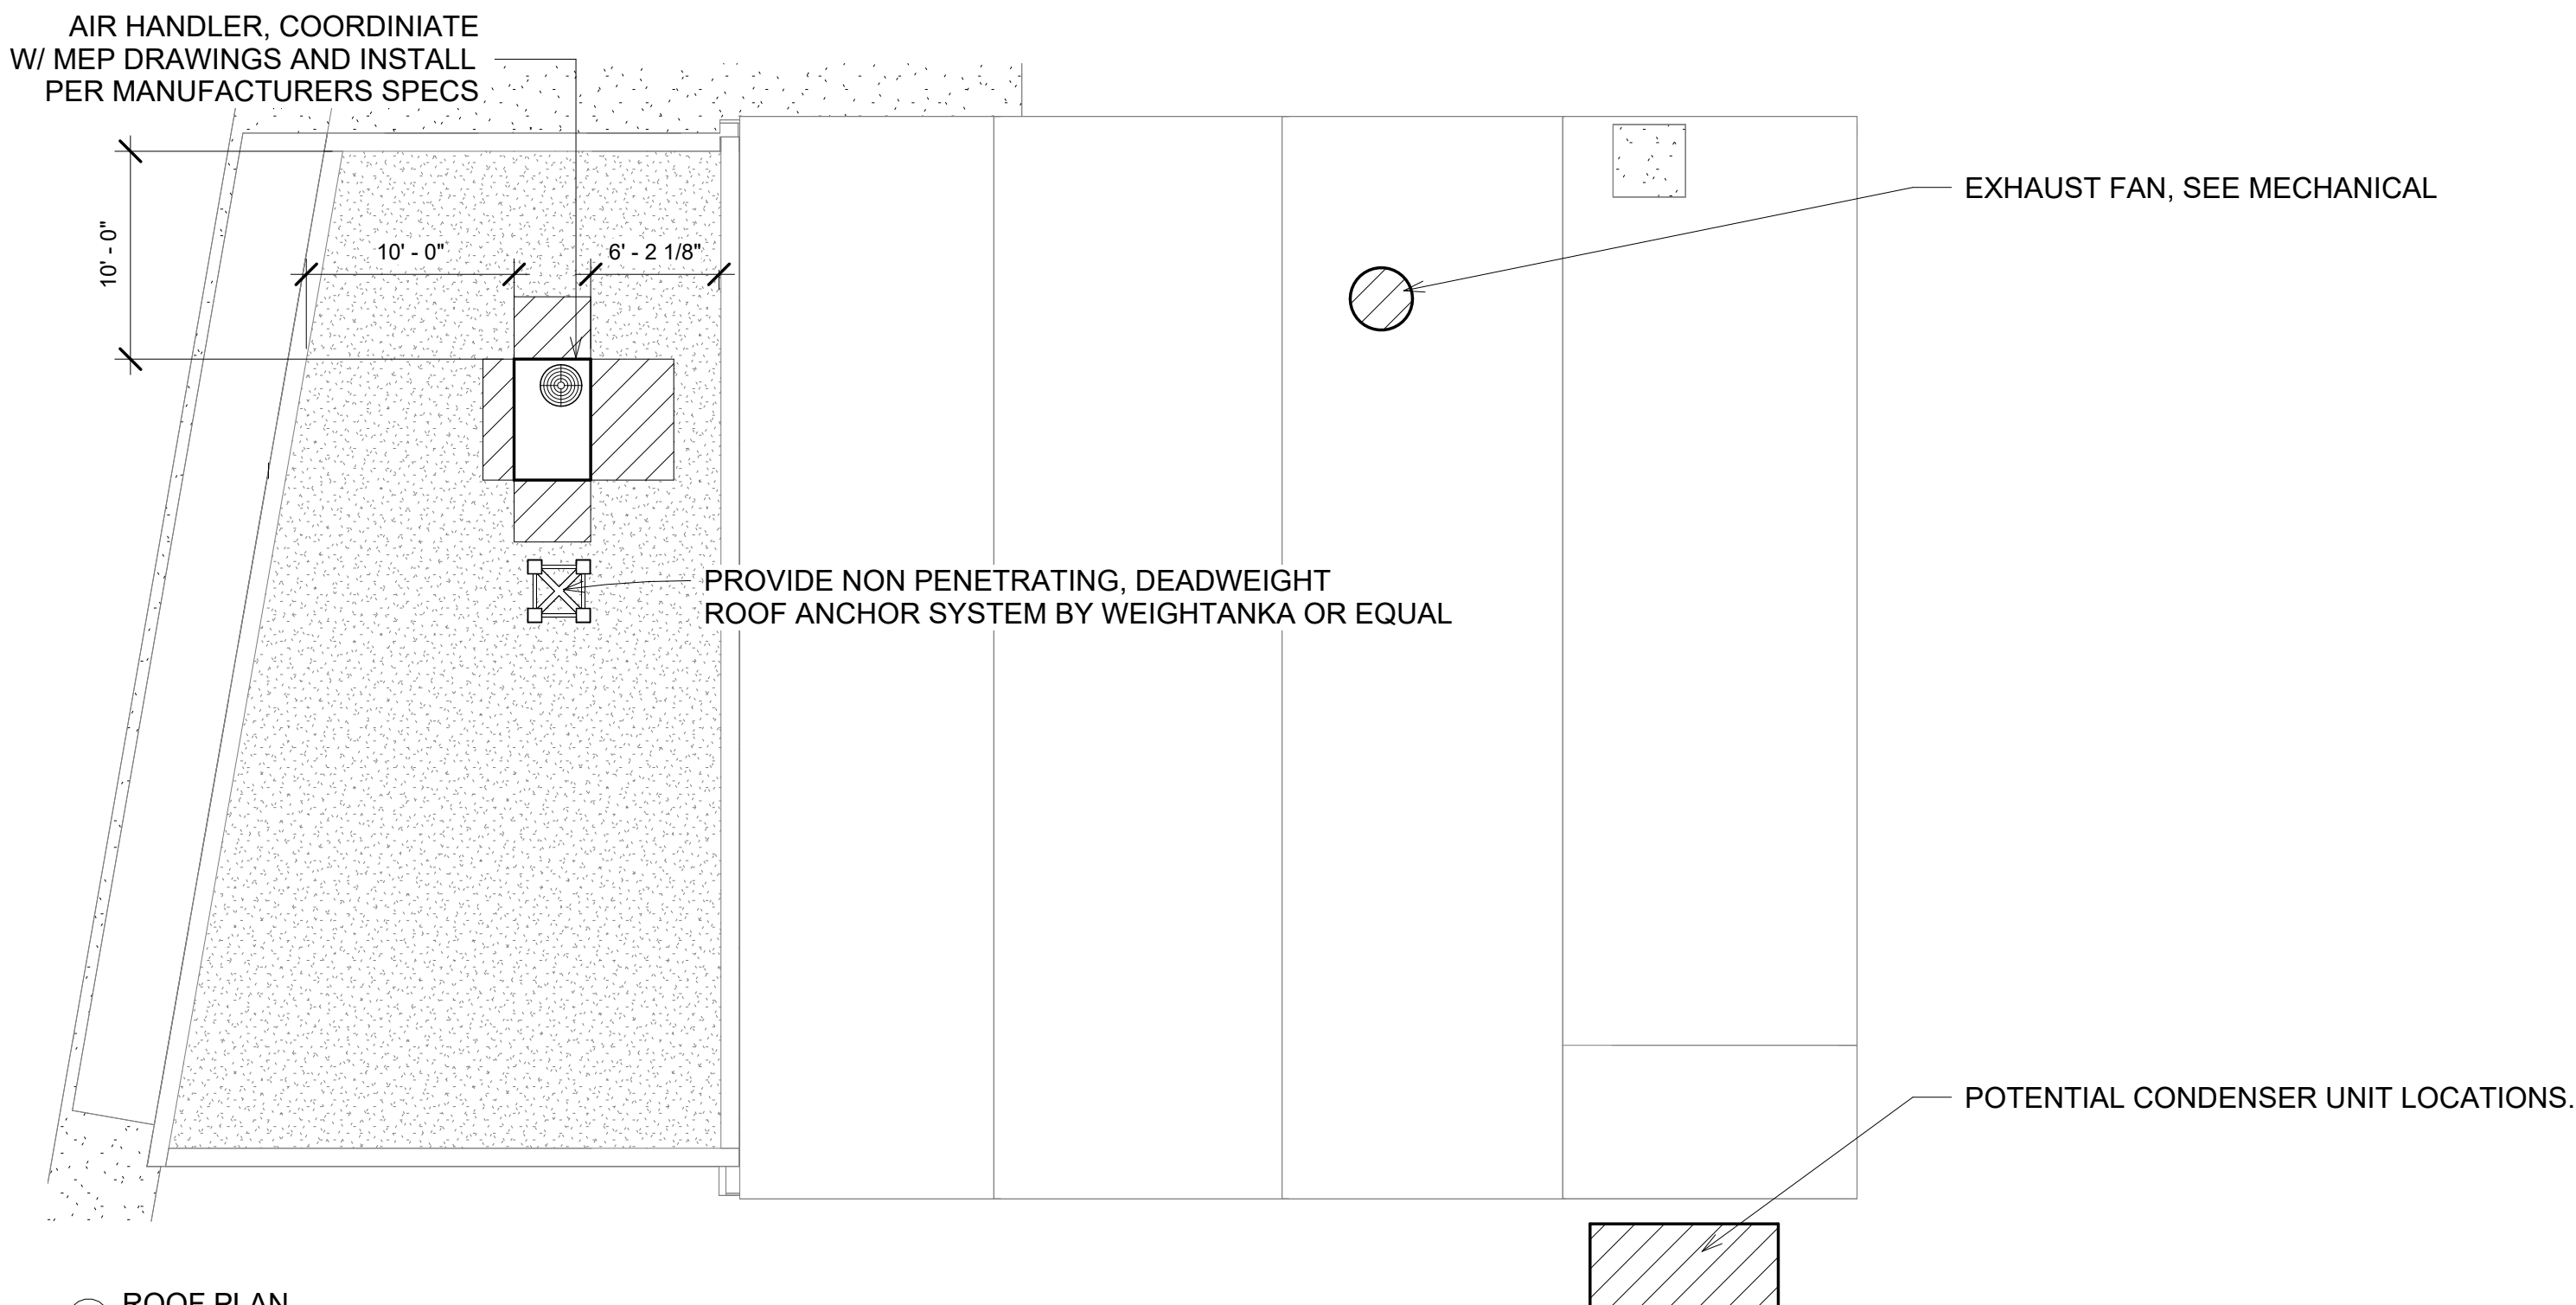 AIR HANDLER, COORDINIATE
W/ MEP DRAWINGS AND INSTALL
PER MANUFACTURERS SPECS
EXHAUST FAN, SEE MECHANICAL
10' - 0"
10' - 0"
6' - 2 1/8"
PROVIDE NON PENETRATING, DEADWEIGHT
ROOF ANCHOR SYSTEM BY WEIGHTANKA OR EQUAL
POTENTIAL CONDENSER UNIT LOCATIONS.
ROOF PLAN